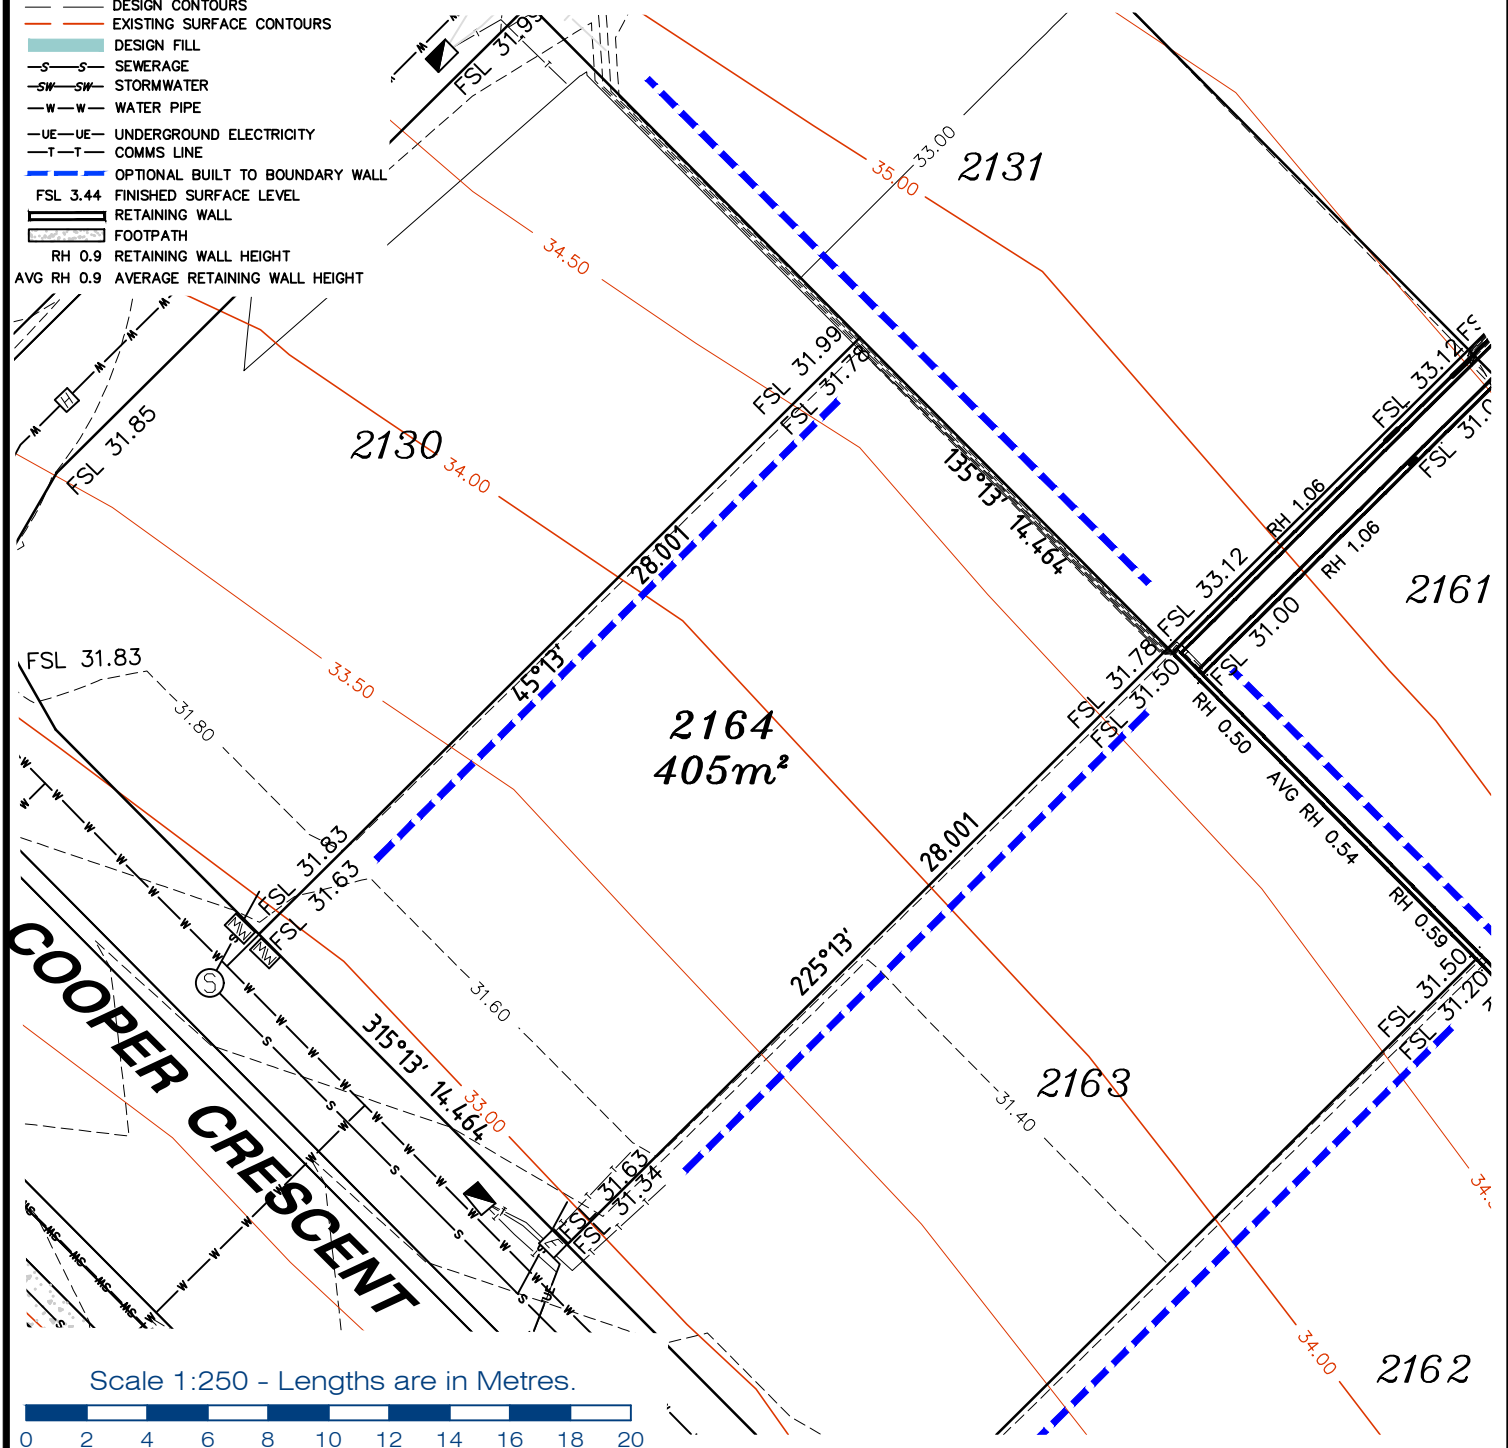 DESIGN CONTOURS
EXISTING SURFACE CONTOURS
DESIGN FILL
S S SEWERAGE
SW SW STORMWATER
W W WATER PIPE
UE UE UNDERGROUND ELECTRICITY
T T COMMS LINE
OPTIONAL BUILT TO BOUNDARY WALL
FSL 3.44 FINISHED SURFACE LEVEL
RETAINING WALL
FOOTPATH
RH 0.9 RETAINING WALL HEIGHT
AVG RH 0.9 AVERAGE RETAINING WALL HEIGHT
FSL 31.99
33.00
2131
35.00
34.50
FSL 31.99
FSL 31.78
FSL 33.12
FSL 31.85
2130
34.00
135°13' 14.464
RH 1.06
RH 1.06
28.001
FSL 33.12
2161
FSL 31.00
FSL 31.83
45°13'
33.50
31.80
FSL 31.78
FSL 31.50
RH 0.50
2164
405m²
AVG RH 0.54
28.001
FSL 31.83
FSL 31.63
RH 0.59
225°13'
FSL 31.50
FSL 31.20
31.60
COOPER CRESCENT
315°13' 14.464
33.00
2163
31.40
FSL 31.63
FSL 31.34
34.00
2162
Scale 1:250 - Lengths are in Metres.
0 2 4 6 8 10 12 14 16 18 20